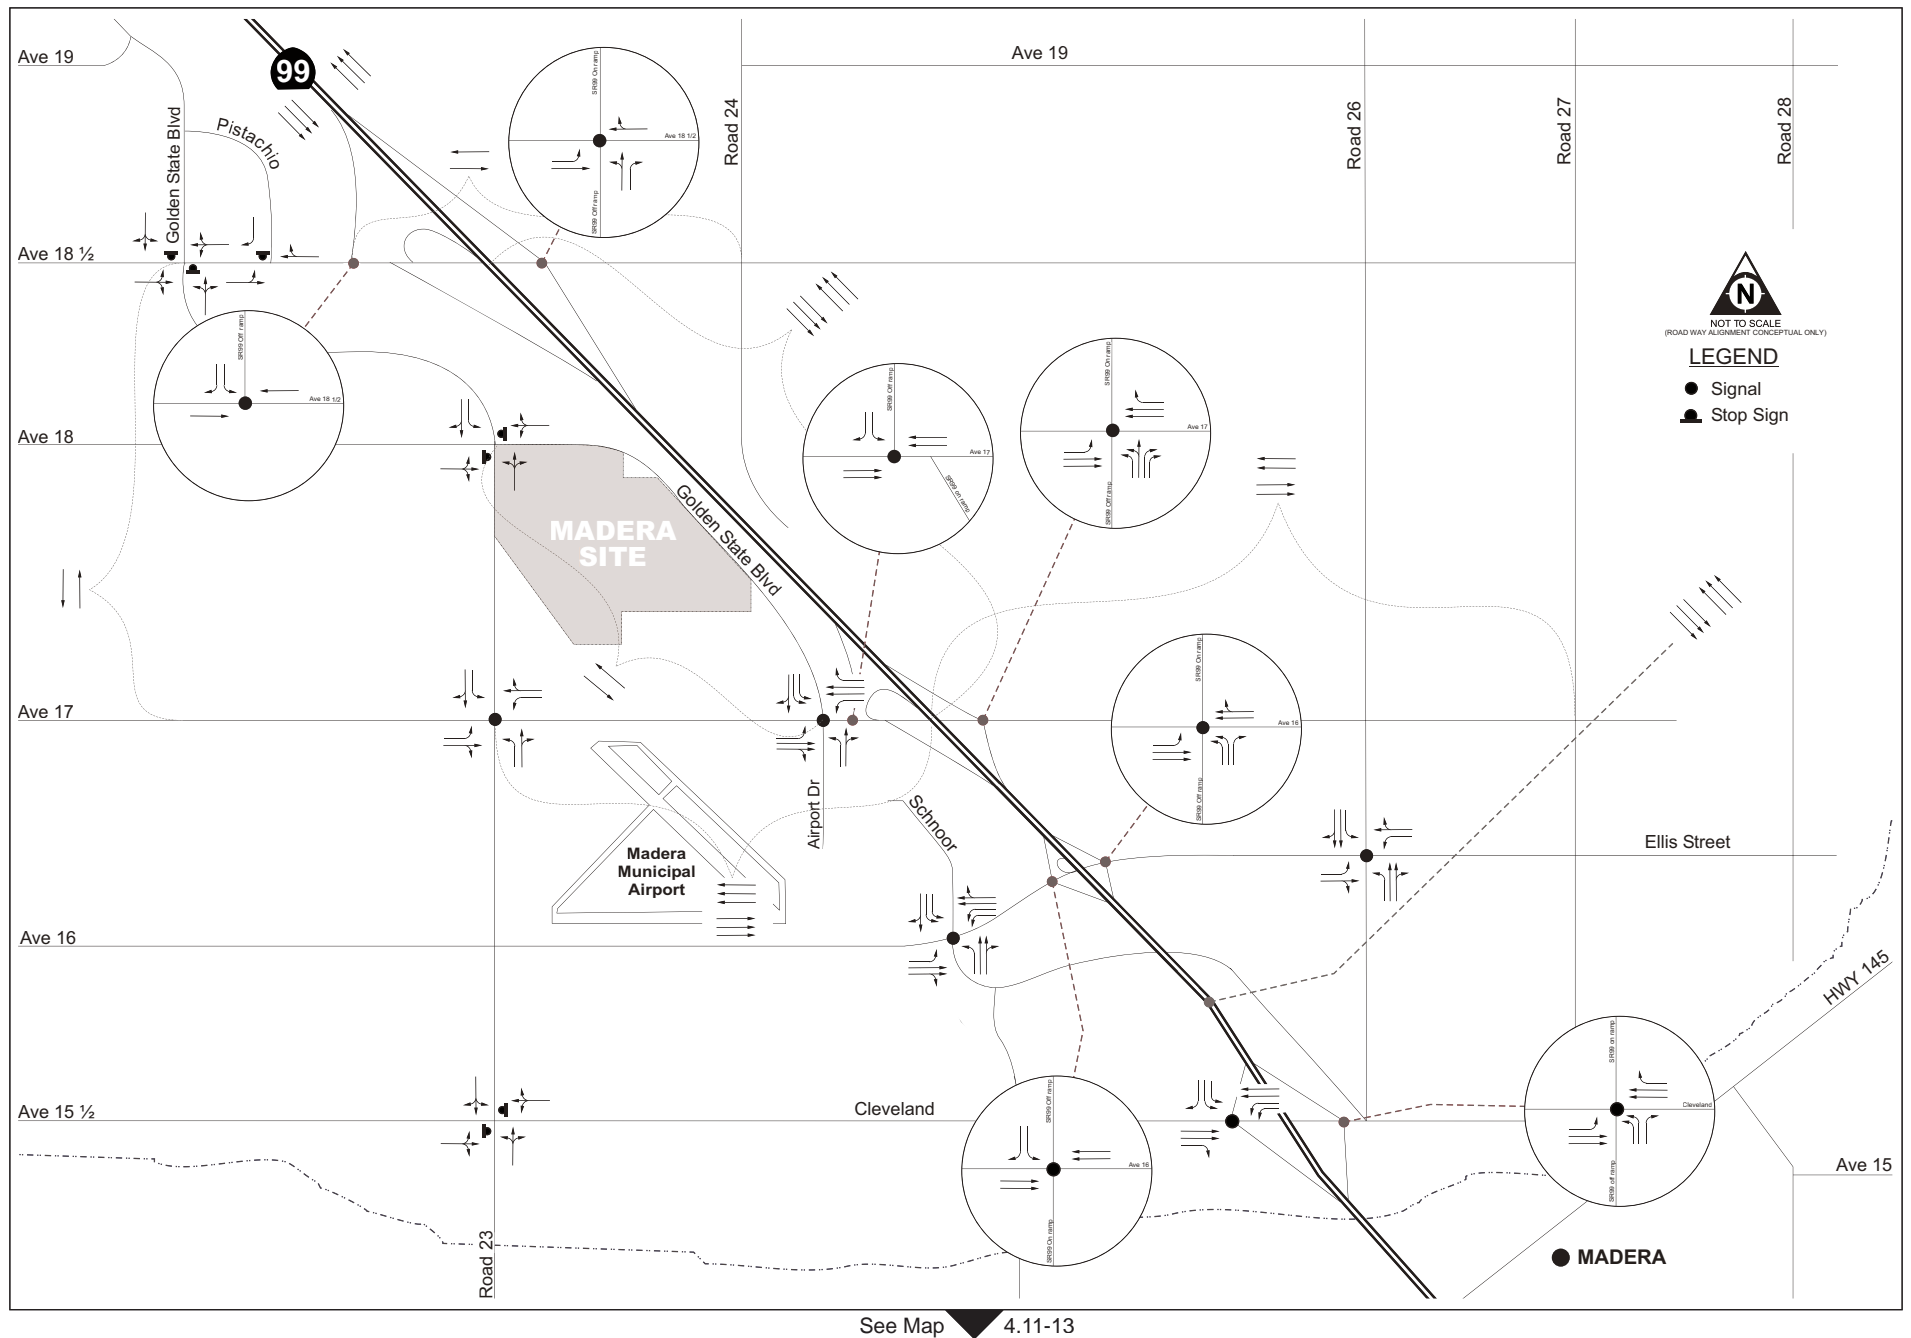 Ave 19
99
Ave 19
Road 24
Road 26
Road 27
Road 28
Golden State Blvd
Pistachio
SR99 On ramp
Ave 18 1/2
SR99 Off ramp
Ave 18 ½
N
NOT TO SCALE
(ROAD WAY ALIGNMENT CONCEPTUAL ONLY)
LEGEND
Signal
Stop Sign
SR99 Off ramp
Ave 18 1/2
SR99 Off ramp
Ave 17
SR99 on ramp
SR99 On ramp
Ave 17
SR99 Off ramp
Ave 18
MADERA
SITE
Golden State Blvd
SR99 On ramp
Ave 16
SR99 Off ramp
Ave 17
Airport Dr
Schnoor
Madera
Municipal
Airport
Ellis Street
Ave 16
HWY 145
Ave 15 ½
Cleveland
SR99 Off ramp
Ave 16
SR99 On ramp
SR99 on ramp
Cleveland
SR99 off ramp
Ave 15
Road 23
MADERA
See Map
4.11-13